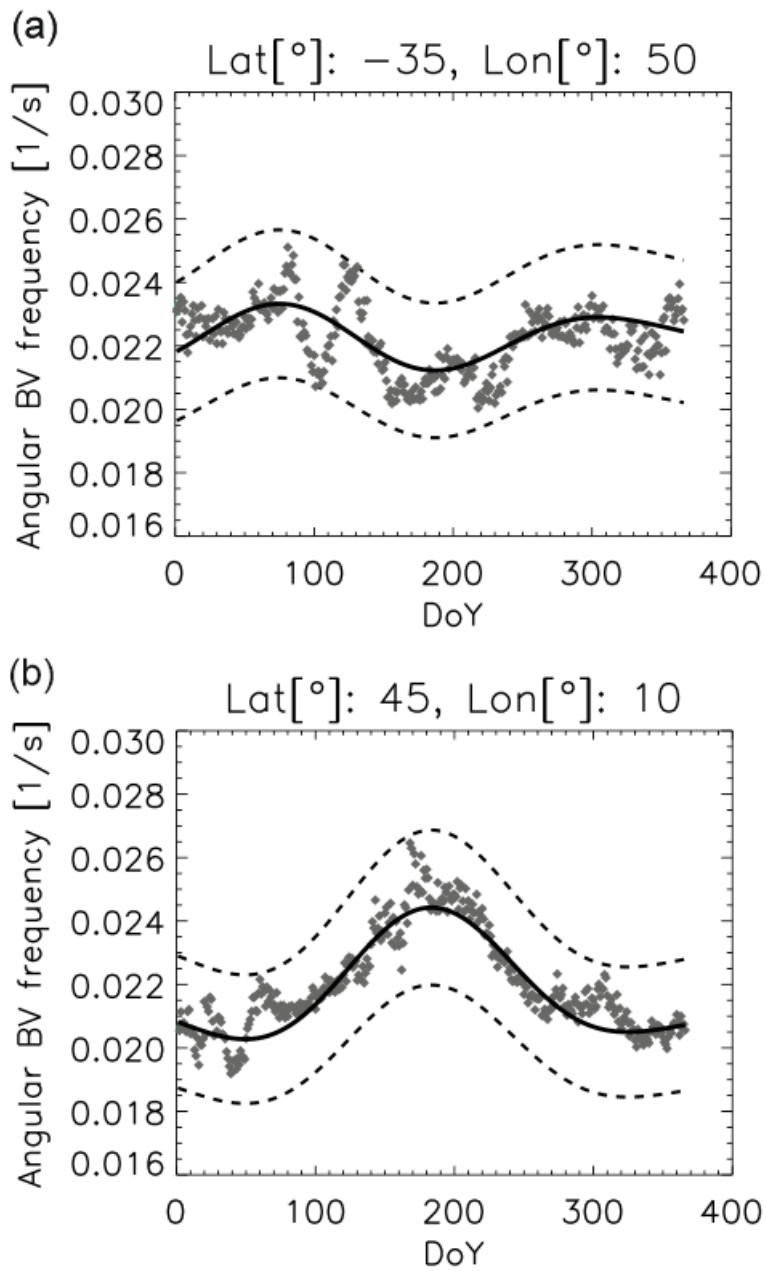 (a)
Lat[°]: −35, Lon[°]: 50
Angular BV frequency [1/s]
0.030
0.028
0.026
0.024
0.022
0.020
0.018
0.016
0 100 200 300 400
DoY
(b)
Lat[°]: 45, Lon[°]: 10
Angular BV frequency [1/s]
0.030
0.028
0.026
0.024
0.022
0.020
0.018
0.016
0 100 200 300 400
DoY